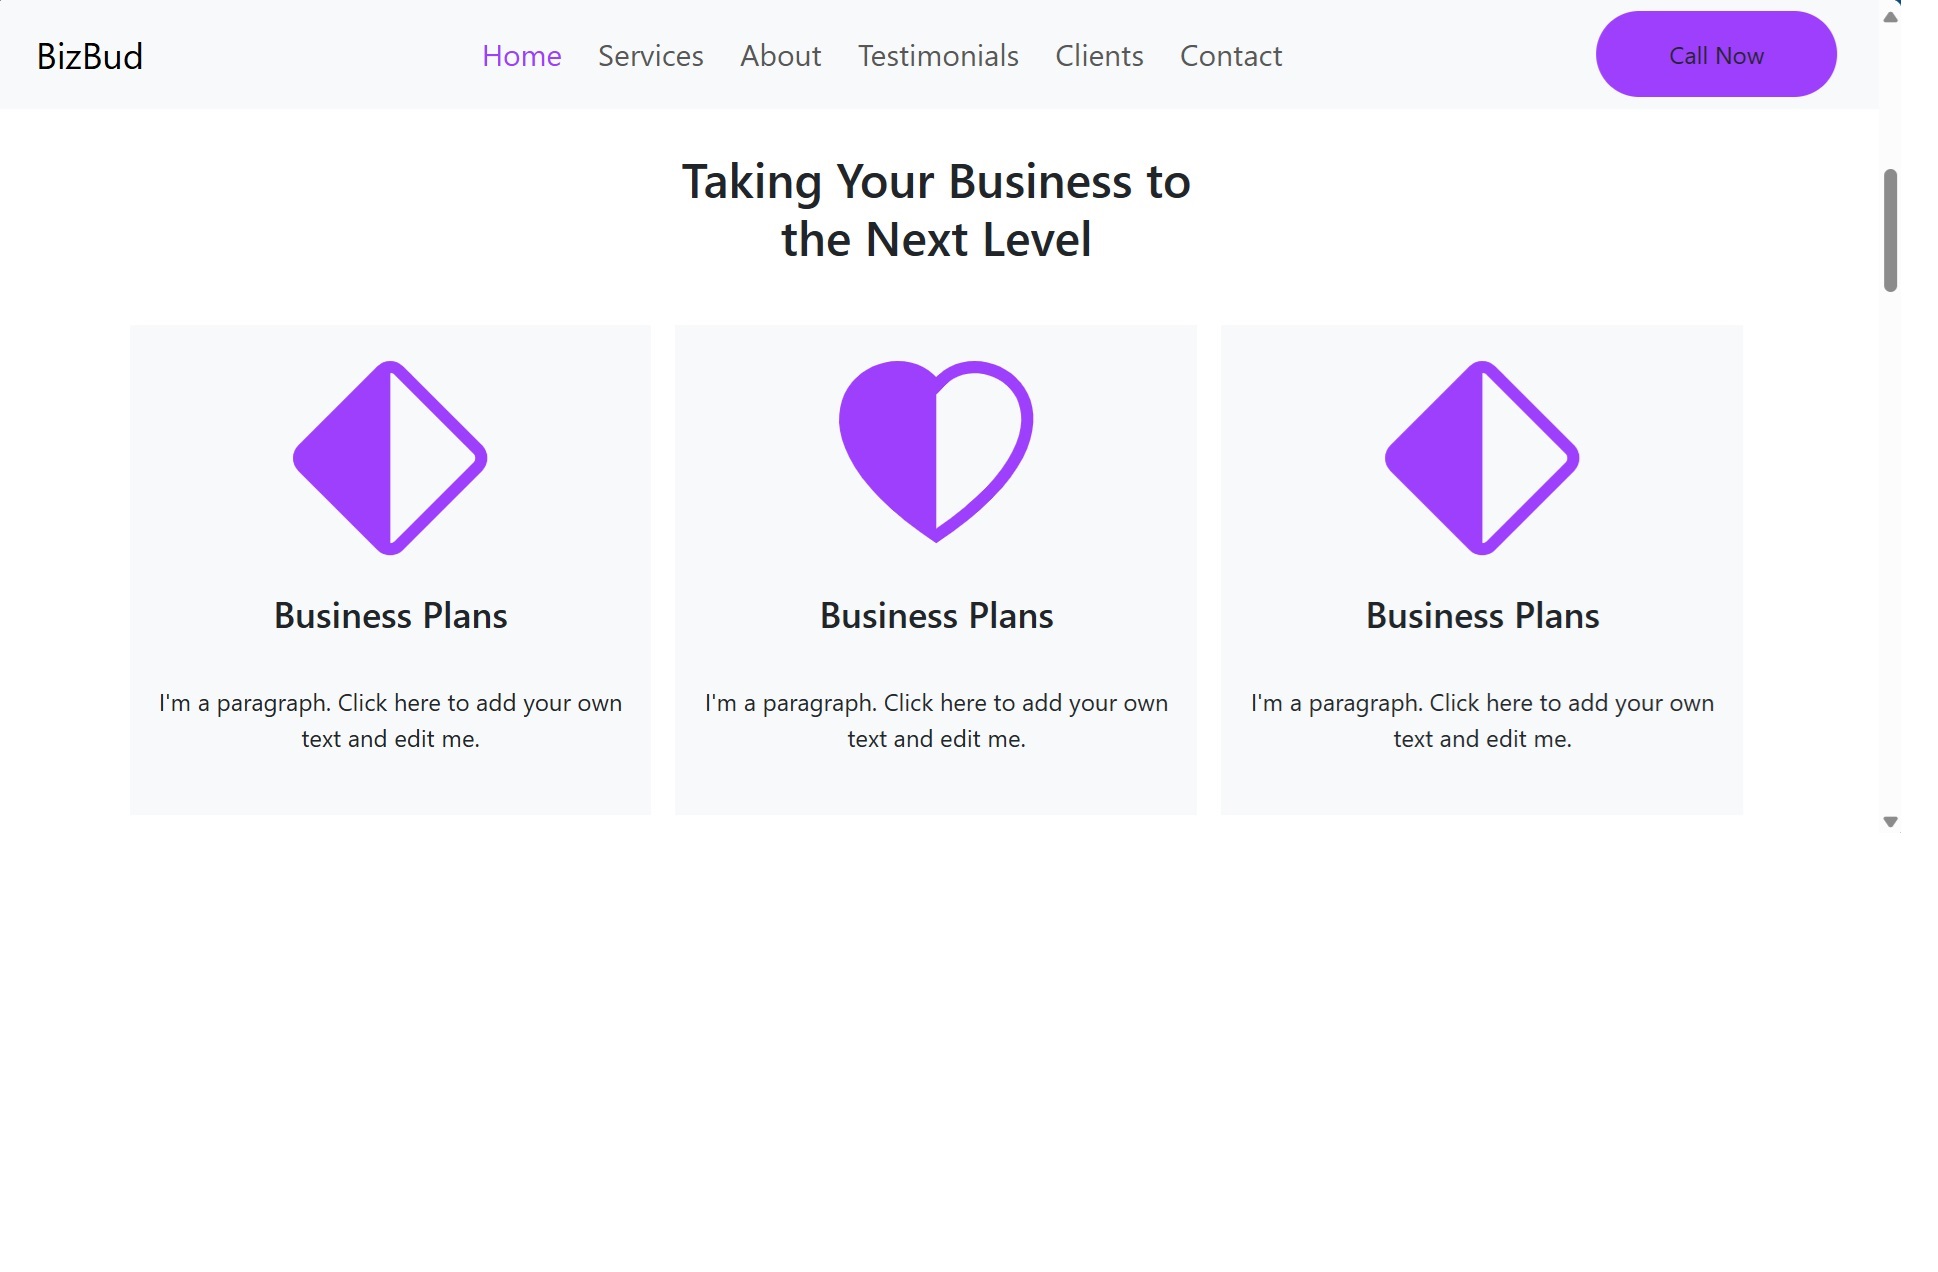 BizBud
Home Services About Testimonials Clients Contact
Call Now
Taking Your Business to
the Next Level
Business Plans
I'm a paragraph. Click here to add your own
text and edit me.
Business Plans
I'm a paragraph. Click here to add your own
text and edit me.
Business Plans
I'm a paragraph. Click here to add your own
text and edit me.